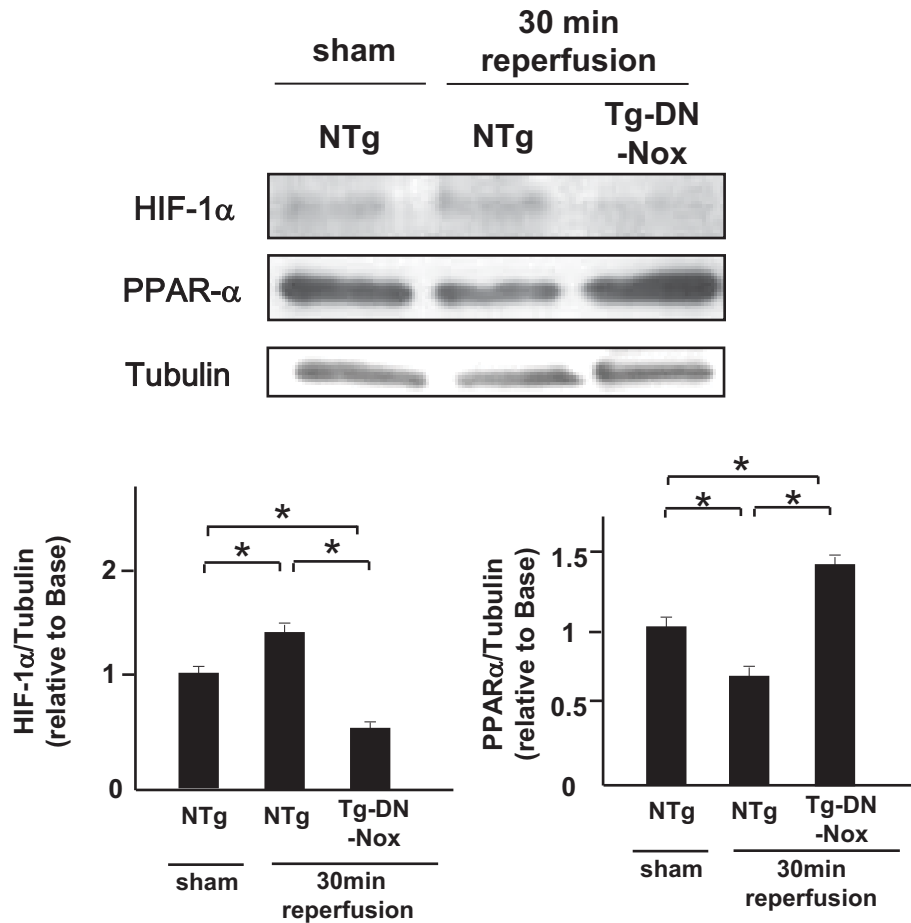 sham
30 min
reperfusion
NTg
NTg
Tg-DN
-Nox
HIF-1α
PPAR-α
Tubulin
HIF-1α/Tubulin
(relative to Base)
2
1
0
*
*
*
NTg
NTg
Tg-DN
-Nox
sham
30min
reperfusion
PPARα/Tubulin
(relative to Base)
1.5
1
0.5
0
*
*
*
NTg
NTg
Tg-DN
-Nox
sham
30min
reperfusion